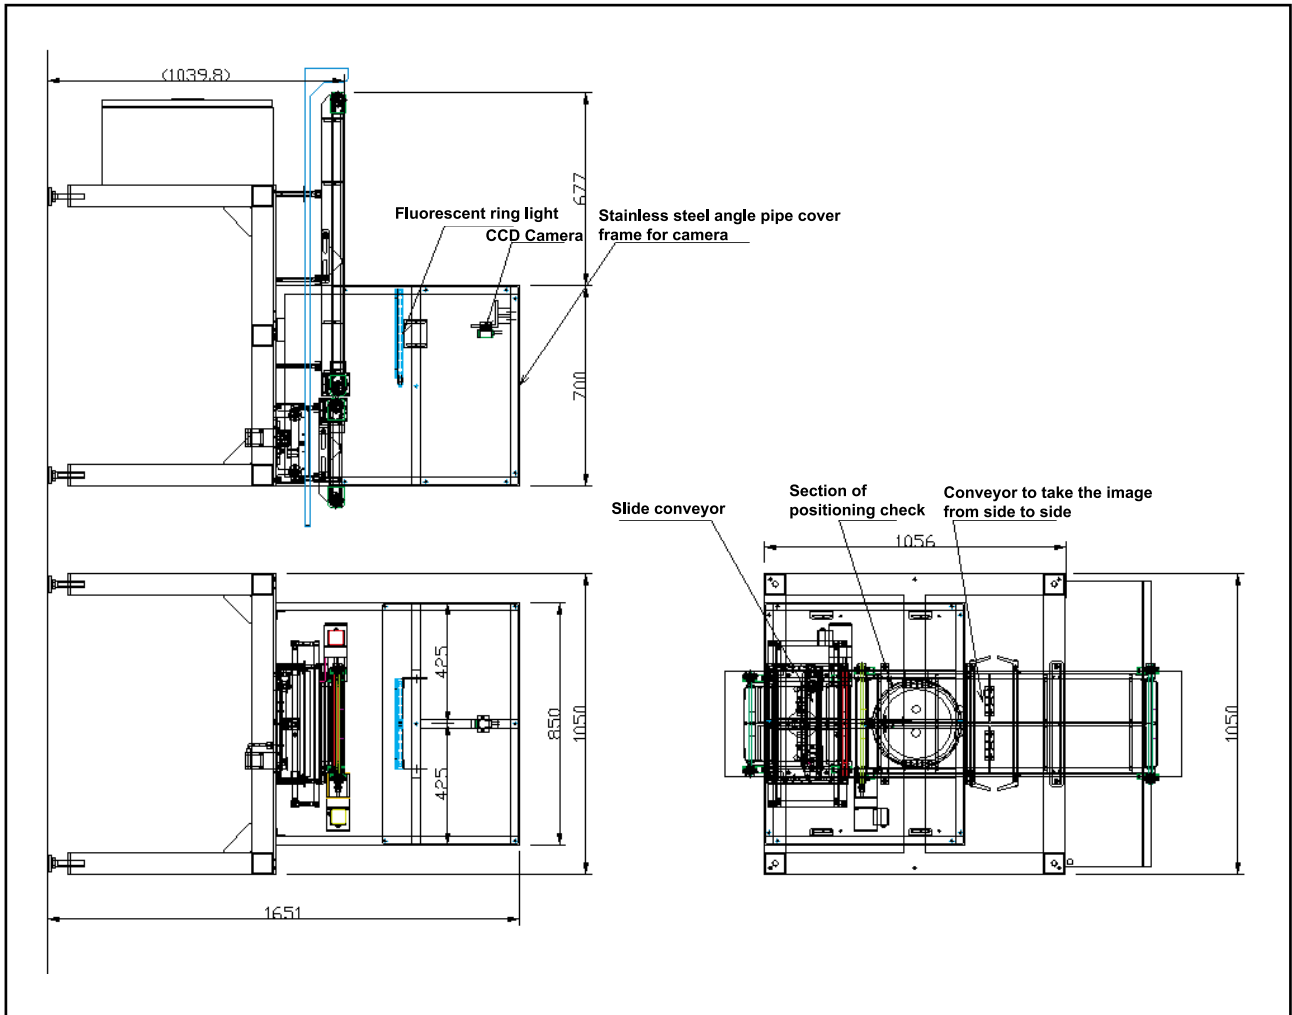 (1039.8)
677
Fluorescent ring light
CCD Camera
Stainless steel angle pipe cover
frame for camera
700
Slide conveyor
Section of
positioning check
Conveyor to take the image
from side to side
1056
425
425
850
1050
1050
1651